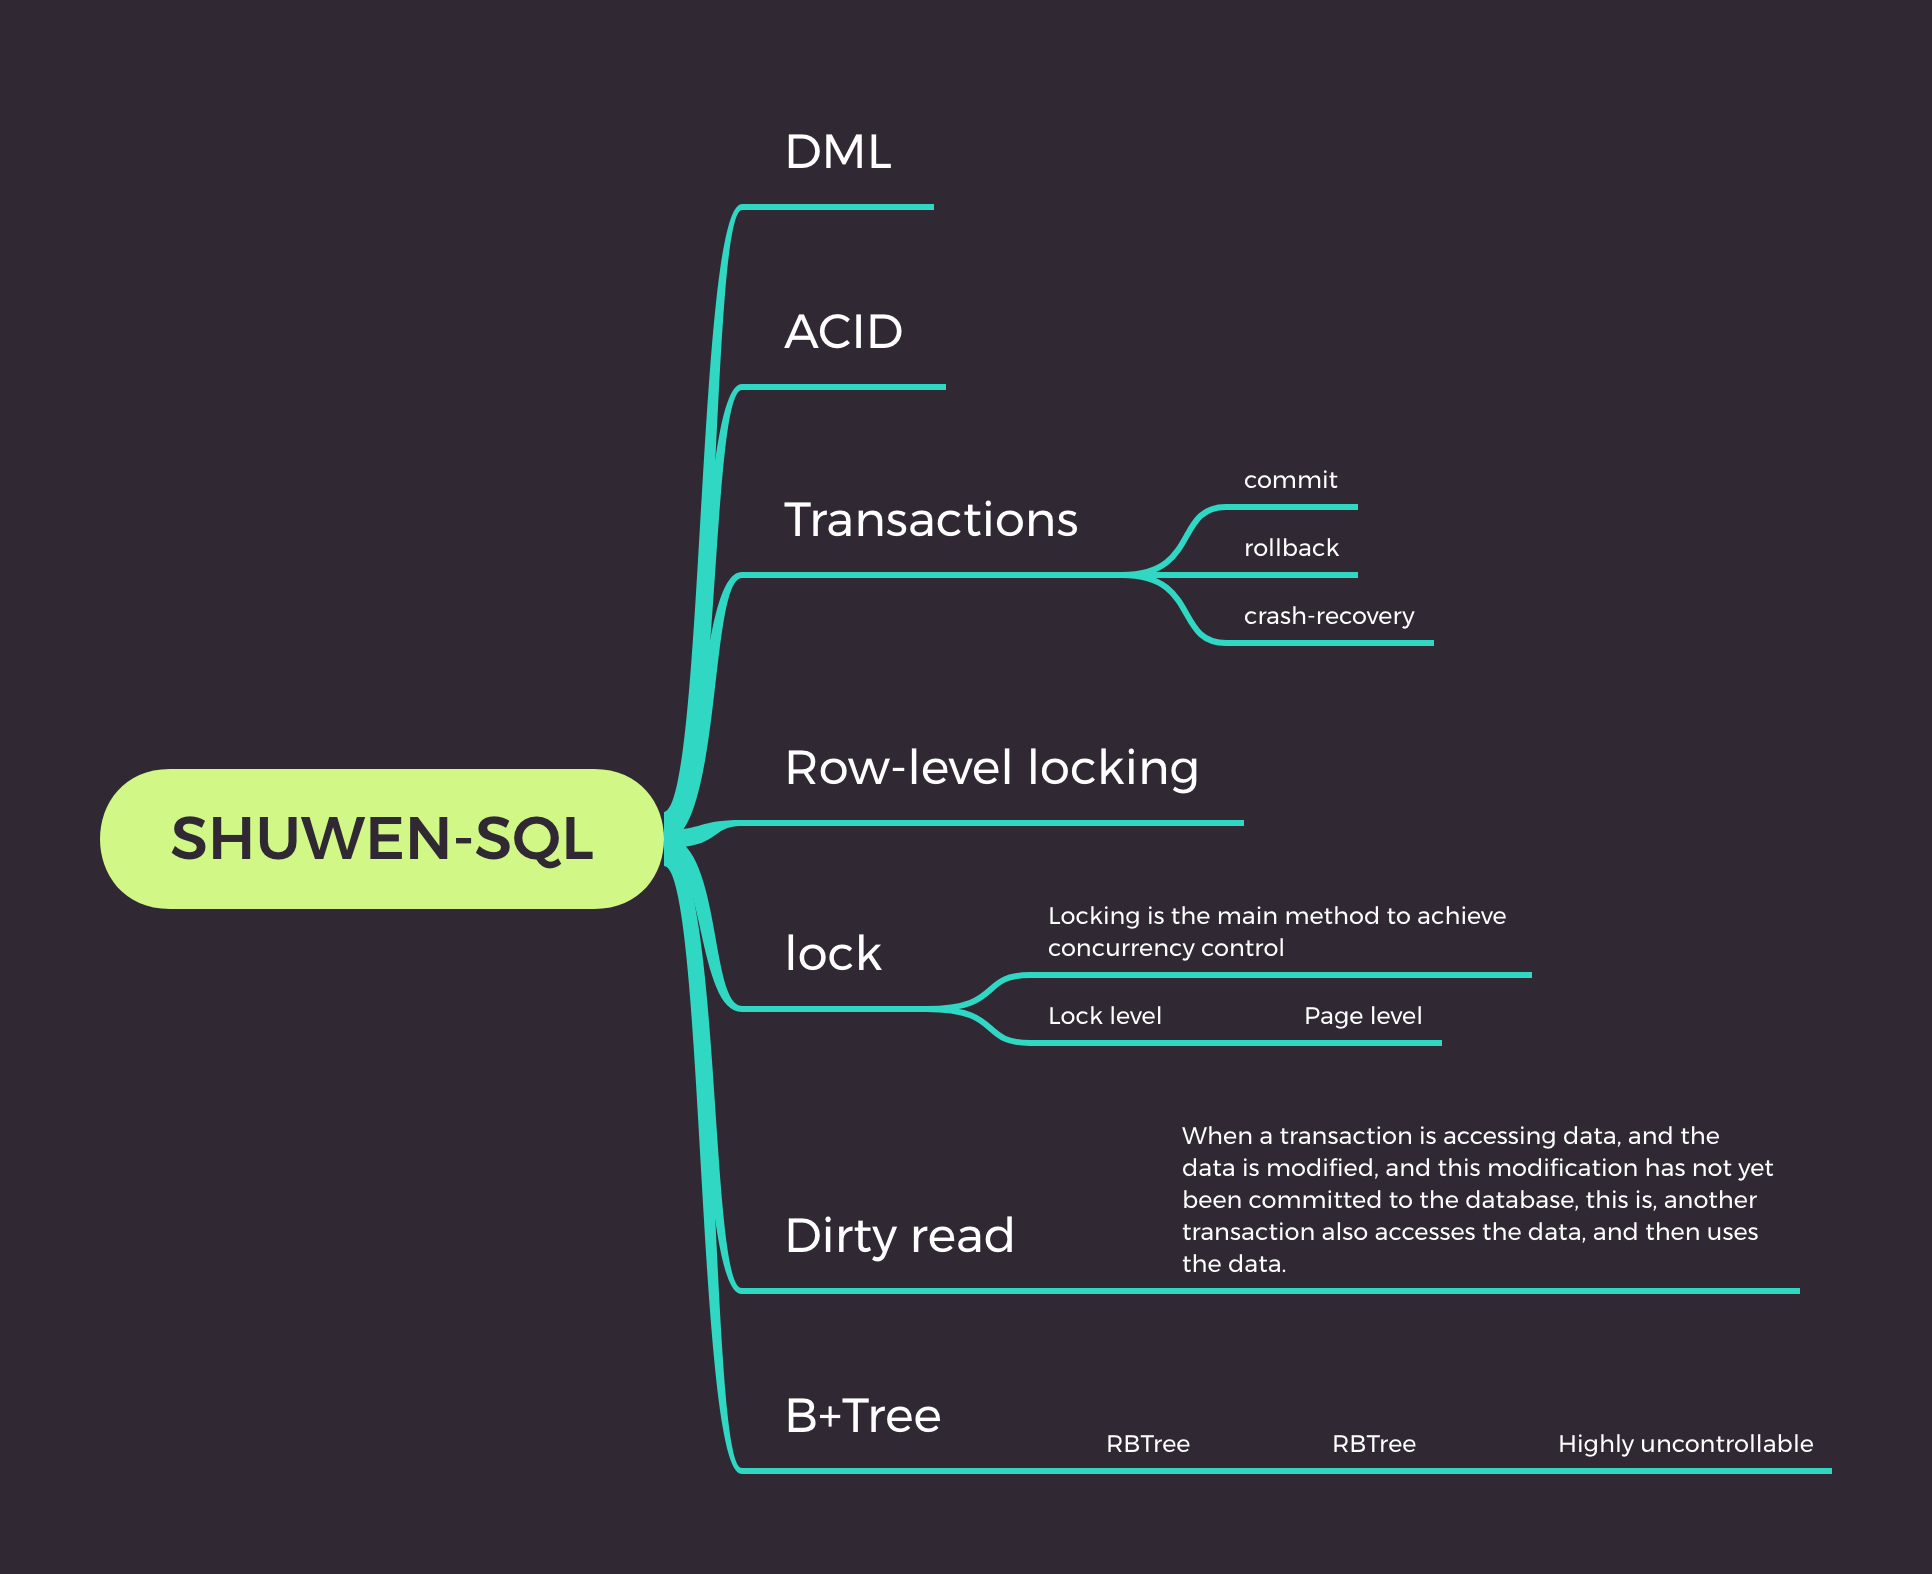 DML
ACID
Transactions
commit
rollback
crash-recovery
Row-level locking
SHUWEN-SQL
lock
Locking is the main method to achieve
concurrency control
Lock level
Page level
Dirty read
When a transaction is accessing data, and the
data is modified, and this modification has not yet
been committed to the database, this is, another
transaction also accesses the data, and then uses
the data.
B+Tree
RBTree
RBTree
Highly uncontrollable